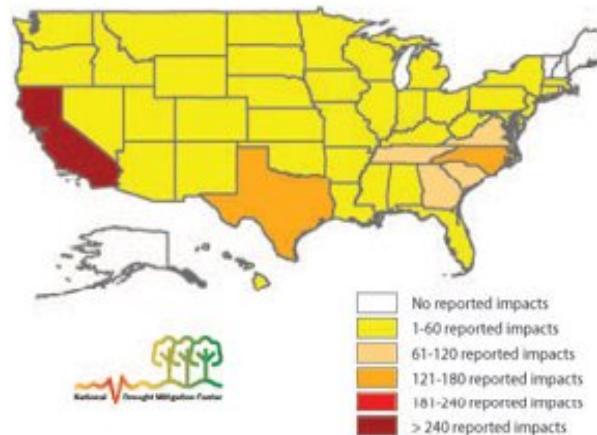 No reported impacts
1-60 reported impacts
61-120 reported impacts
121-180 reported impacts
181-240 reported impacts
> 240 reported impacts
National Drought Mitigation Center